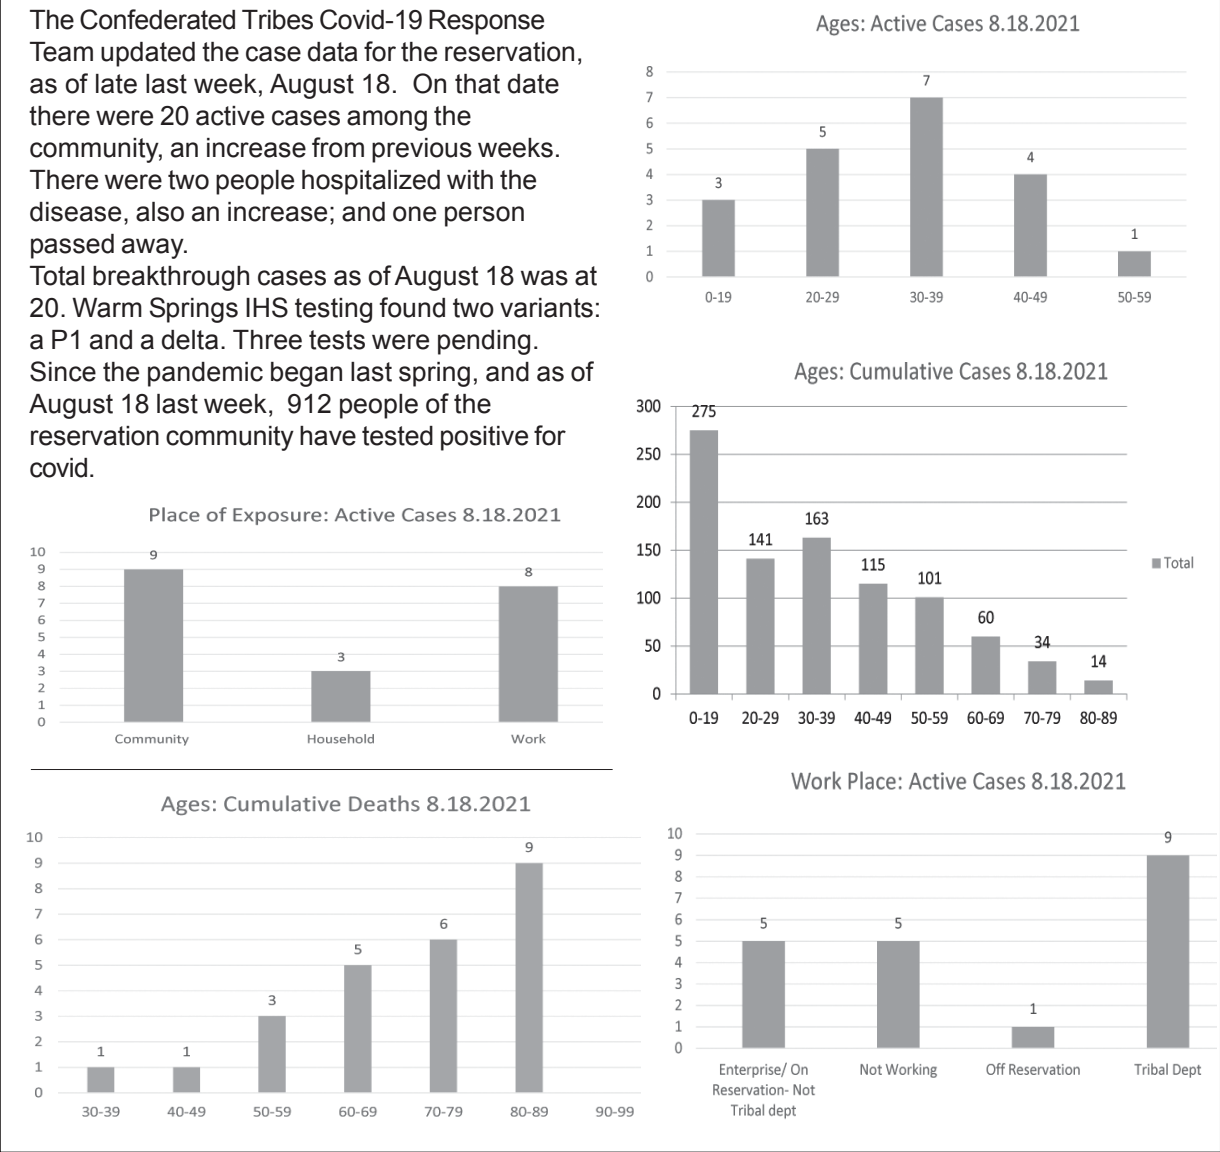 The Confederated Tribes Covid-19 Response
Team updated the case data for the reservation,
as of late last week, August 18.  On that date
there were 20 active cases among the
community, an increase from previous weeks.
There were two people hospitalized with the
disease, also an increase; and one person
passed away.
Total breakthrough cases as of August 18 was at
20. Warm Springs IHS testing found two variants:
a P1 and a delta. Three tests were pending.
Since the pandemic began last spring, and as of
August 18 last week,  912 people of the
reservation community have tested positive for
covid.
Place of Exposure: Active Cases 8.18.2021
10
9
8
7
6
5
4
3
2
1
0
9
3
8
Community Household Work
Ages: Cumulative Deaths 8.18.2021
10
9
8
7
6
5
4
3
2
1
0
1
1
3
5
6
9
30-39 40-49 50-59 60-69 70-79 80-89 90-99
Ages: Active Cases 8.18.2021
8
7
6
5
4
3
2
1
0
3
5
7
4
1
0-19 20-29 30-39 40-49 50-59
Ages: Cumulative Cases 8.18.2021
300
250
200
150
100
50
0
275
141
163
115
101
60
34
14
0-19 20-29 30-39 40-49 50-59 60-69 70-79 80-89
Total
Work Place: Active Cases 8.18.2021
10
9
8
7
6
5
4
3
2
1
0
5
5
1
9
Enterprise/ On
Reservation- Not
Tribal dept
Not Working
Off Reservation
Tribal Dept